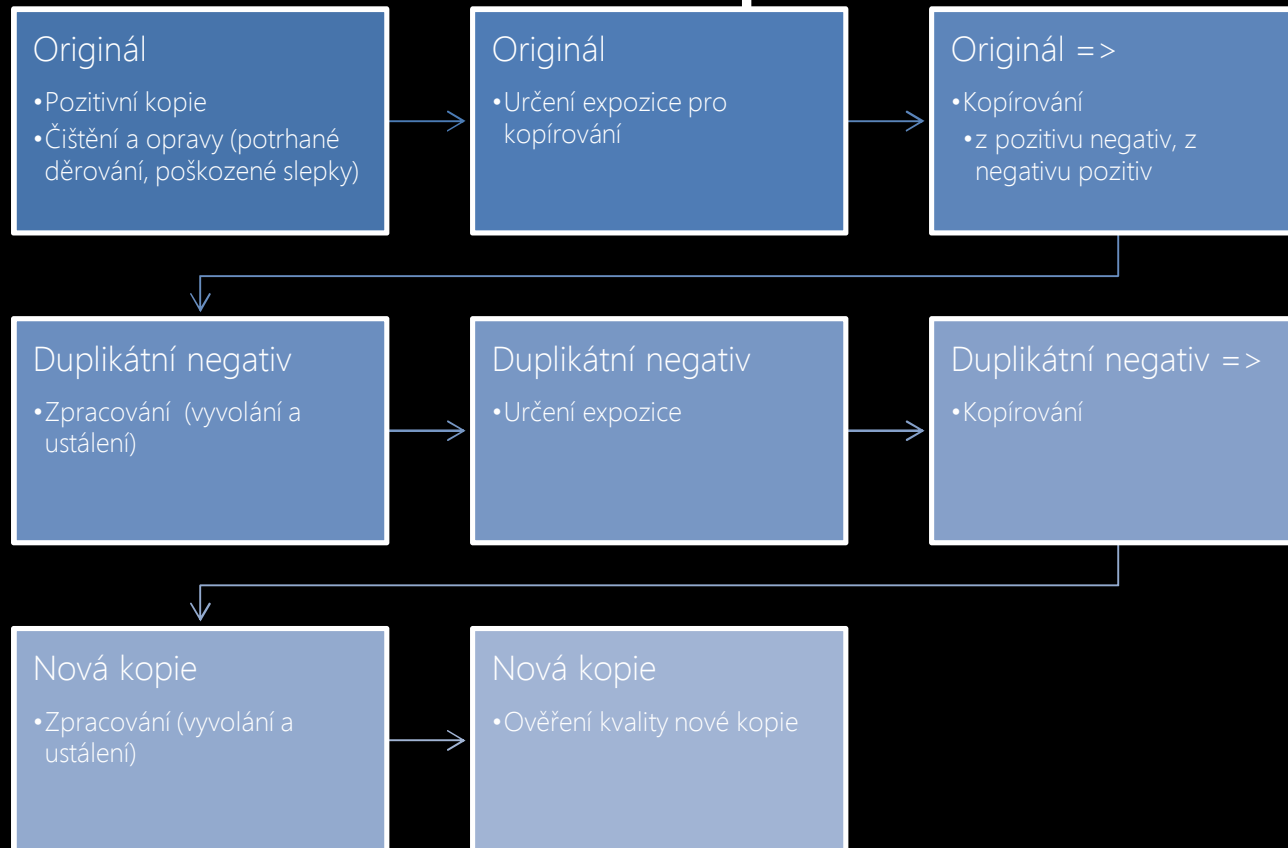 Originál
•Pozitivní kopie
•Čištění a opravy (potrhané
děrování, poškozené slepky)
Originál
•Určení expozice pro
kopírování
Originál =>
•Kopírování
•z pozitivu negativ, z
negativu pozitiv
Duplikátní negativ
•Zpracování (vyvolání a
ustálení)
Duplikátní negativ
•Určení expozice
Duplikátní negativ =>
•Kopírování
Nová kopie
•Zpracování (vyvolání a
ustálení)
Nová kopie
•Ověření kvality nové kopie